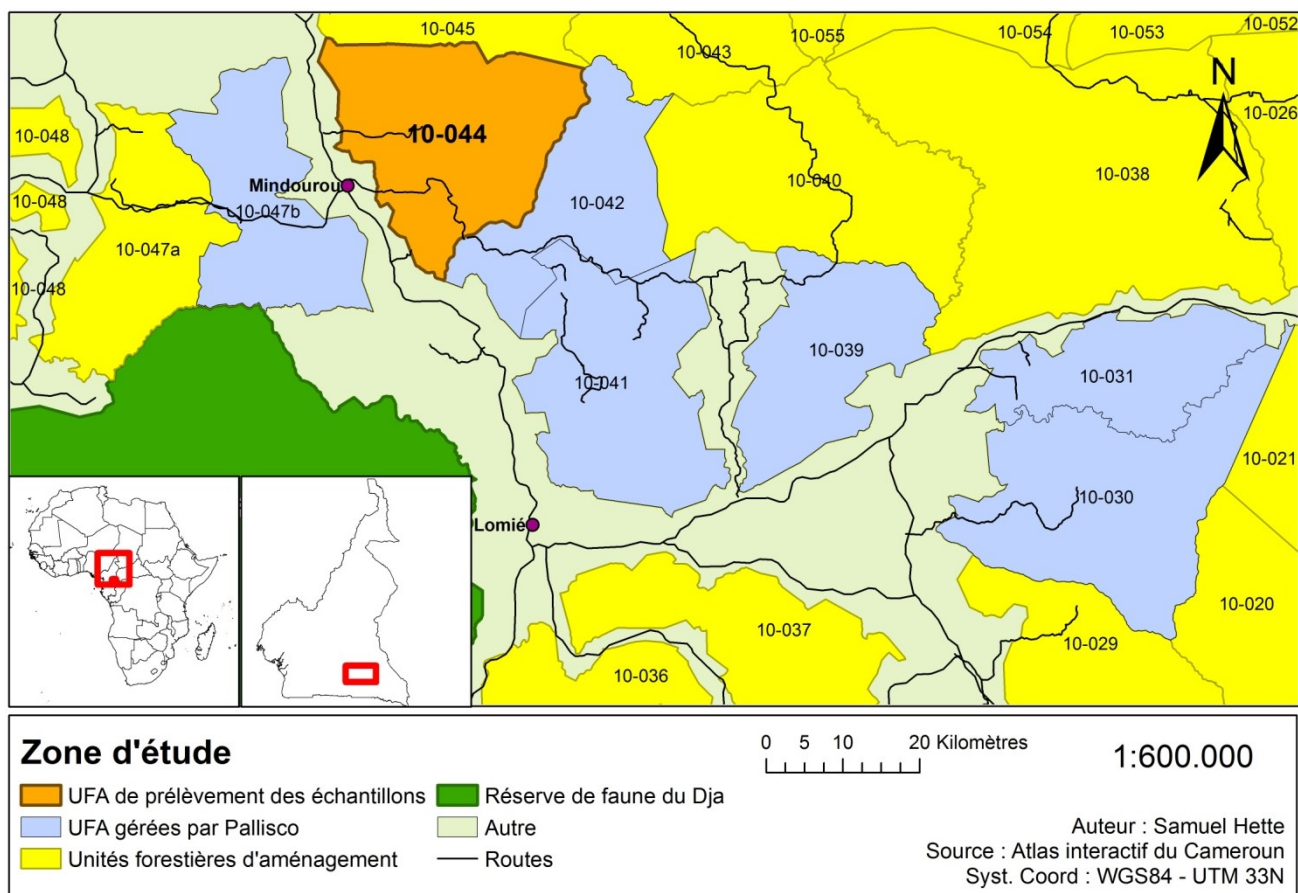 10-045
10-043
10-055
10-054
10-053
10-052
N
10-026
10-048
10-044
10-038
10-040
Mindourou
10-042
10-048
10-047b
10-047a
10-048
10-039
10-031
10-041
10-021
10-030
Lomié
10-020
10-037
10-029
10-036
Zone d'étude
UFA de prélèvement des échantillons
UFA gérées par Pallisco
Unités forestières d'aménagement
Réserve de faune du Dja
Autre
Routes
0 5 10 20 Kilomètres
1:600.000
Auteur : Samuel Hette
Source : Atlas interactif du Cameroun
Syst. Coord : WGS84 - UTM 33N